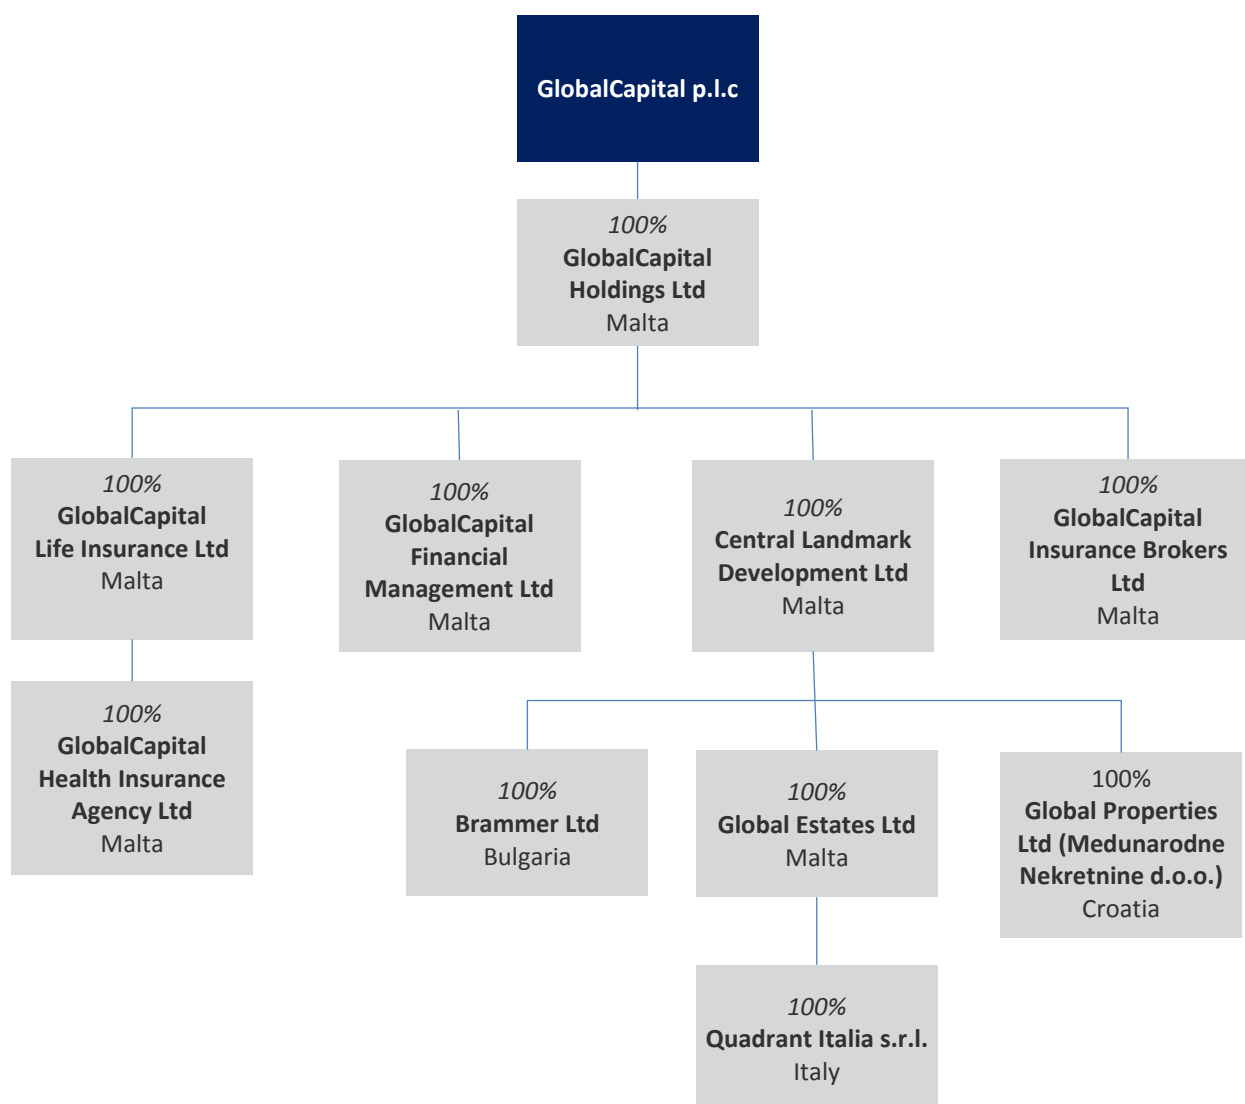 GlobalCapital p.l.c
100%
GlobalCapital
Holdings Ltd
Malta
100%
GlobalCapital
Life Insurance Ltd
Malta
100%
GlobalCapital
Financial
Management Ltd
Malta
100%
Central Landmark
Development Ltd
Malta
100%
GlobalCapital
Insurance Brokers
Ltd
Malta
100%
GlobalCapital
Health Insurance
Agency Ltd
Malta
100%
Brammer Ltd
Bulgaria
100%
Global Estates Ltd
Malta
100%
Global Properties
Ltd (Medunarodne
Nekretnine d.o.o.)
Croatia
100%
Quadrant Italia s.r.l.
Italy